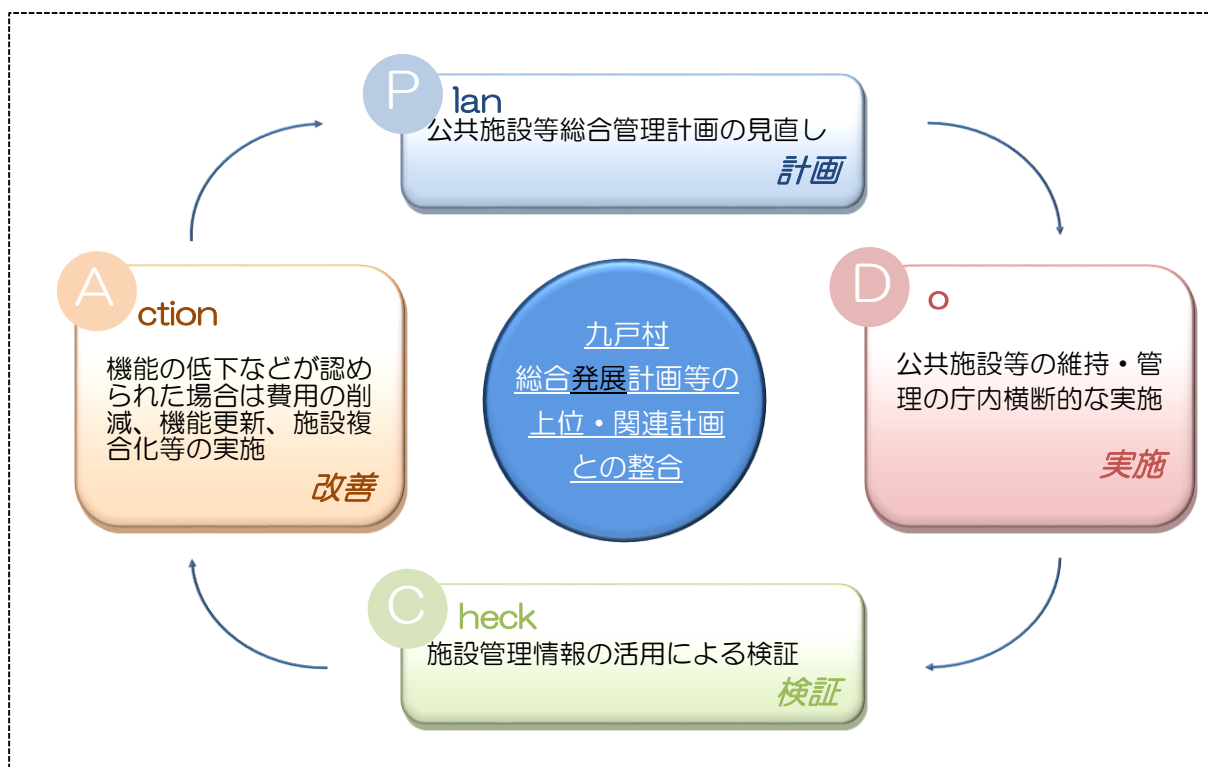 Plan
公共施設等総合管理計画の見直し
計画
Do
公共施設等の維持・管
理の庁内横断的な実施
実施
Check
施設管理情報の活用による検証
検証
Action
機能の低下などが認め
られた場合は費用の削
減、機能更新、施設複
合化等の実施
改善
九戸村
総合発展計画等の
上位・関連計画
との整合